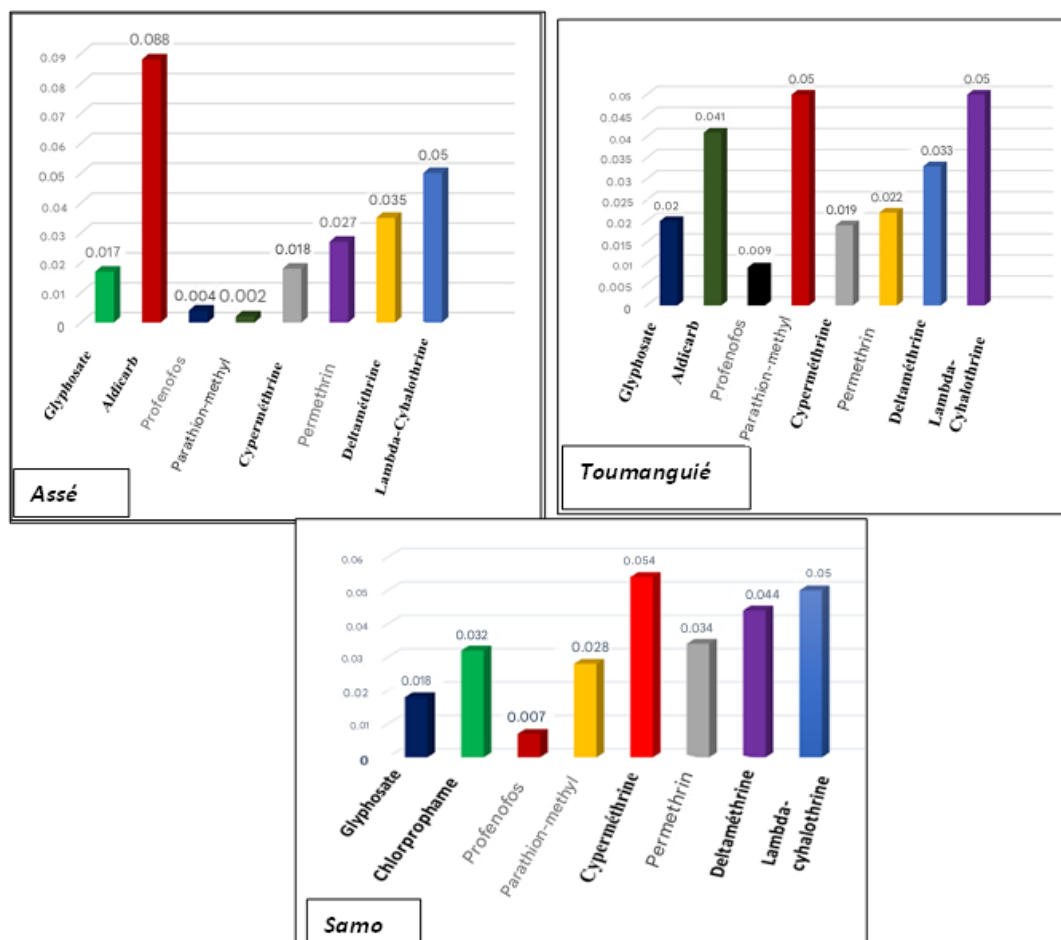 0.088
0.09
0.08
0.07
0.06
0.05
0.04
0.03
0.02
0.01
0
0.017
0.004
0.002
0.018
0.027
0.035
0.05
Glyphosate
Aldicarb
Profenofos
Parathion-methyl
Cyperméthrine
Permethrin
Deltaméthrine
Lambda-Cyhalothrine
Assé
0.05
0.045
0.04
0.035
0.03
0.025
0.02
0.015
0.01
0.005
0
0.02
0.041
0.009
0.05
0.019
0.022
0.033
0.05
Glyphosate
Aldicarb
Profenofos
Parathion-methyl
Cyperméthrine
Permethrin
Deltaméthrine
Lambda-
Cyhalothrine
Toumanguié
0.06
0.05
0.04
0.03
0.02
0.01
0
0.018
0.032
0.007
0.028
0.054
0.034
0.044
0.05
Glyphosate
Chlorprophame
Profenofos
Parathion-methyl
Cyperméthrine
Permethrin
Deltaméthrine
Lambda-
cyhalothrine
Samo